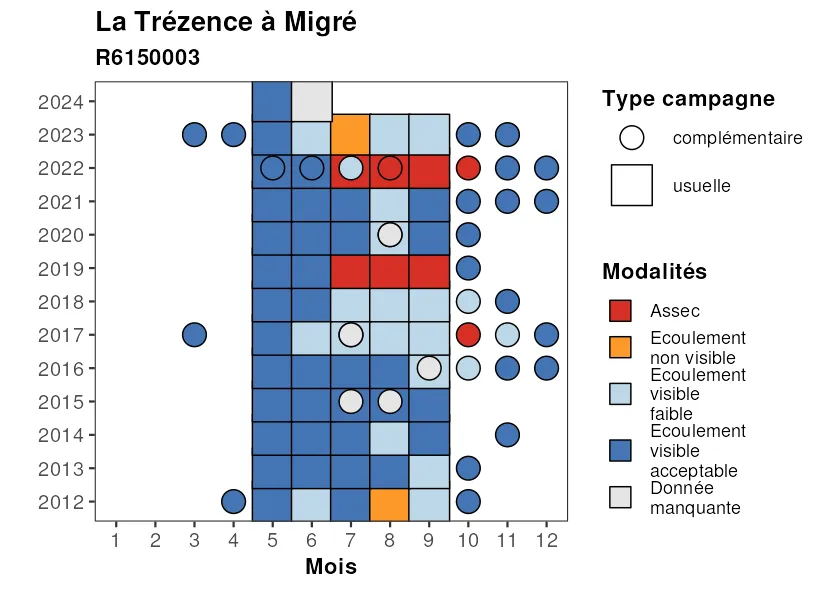 La Trézence à Migré
R6150003
2024
2023
2022
2021
2020
2019
2018
2017
2016
2015
2014
2013
2012
1 2 3 4 5 6 7 8 9 10 11 12
Mois
Type campagne
complémentaire
usuelle
Modalités
Assec
Ecoulement
non visible
Ecoulement
visible
faible
Ecoulement
visible
acceptable
Donnée
manquante